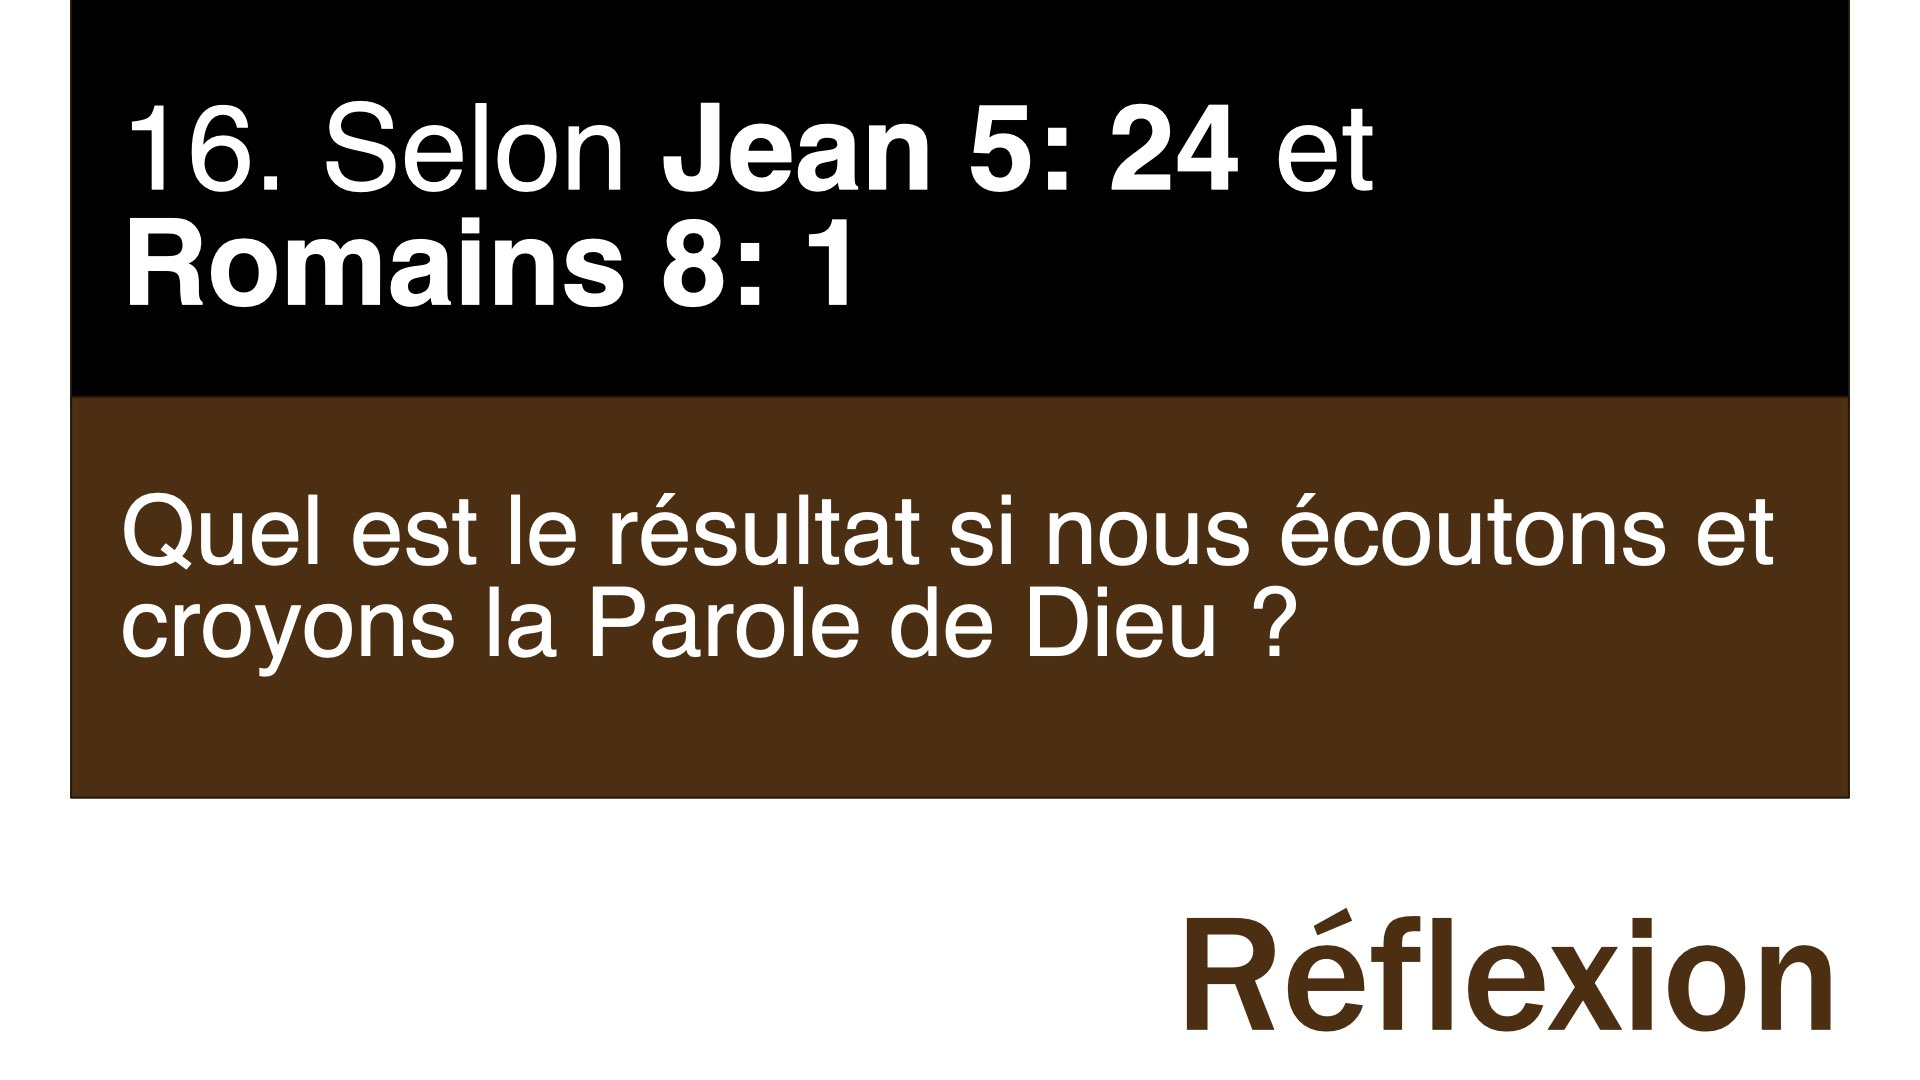 16. Selon Jean 5: 24 et
Romains 8: 1
Quel est le résultat si nous écoutons et
croyons la Parole de Dieu ?
Réflexion